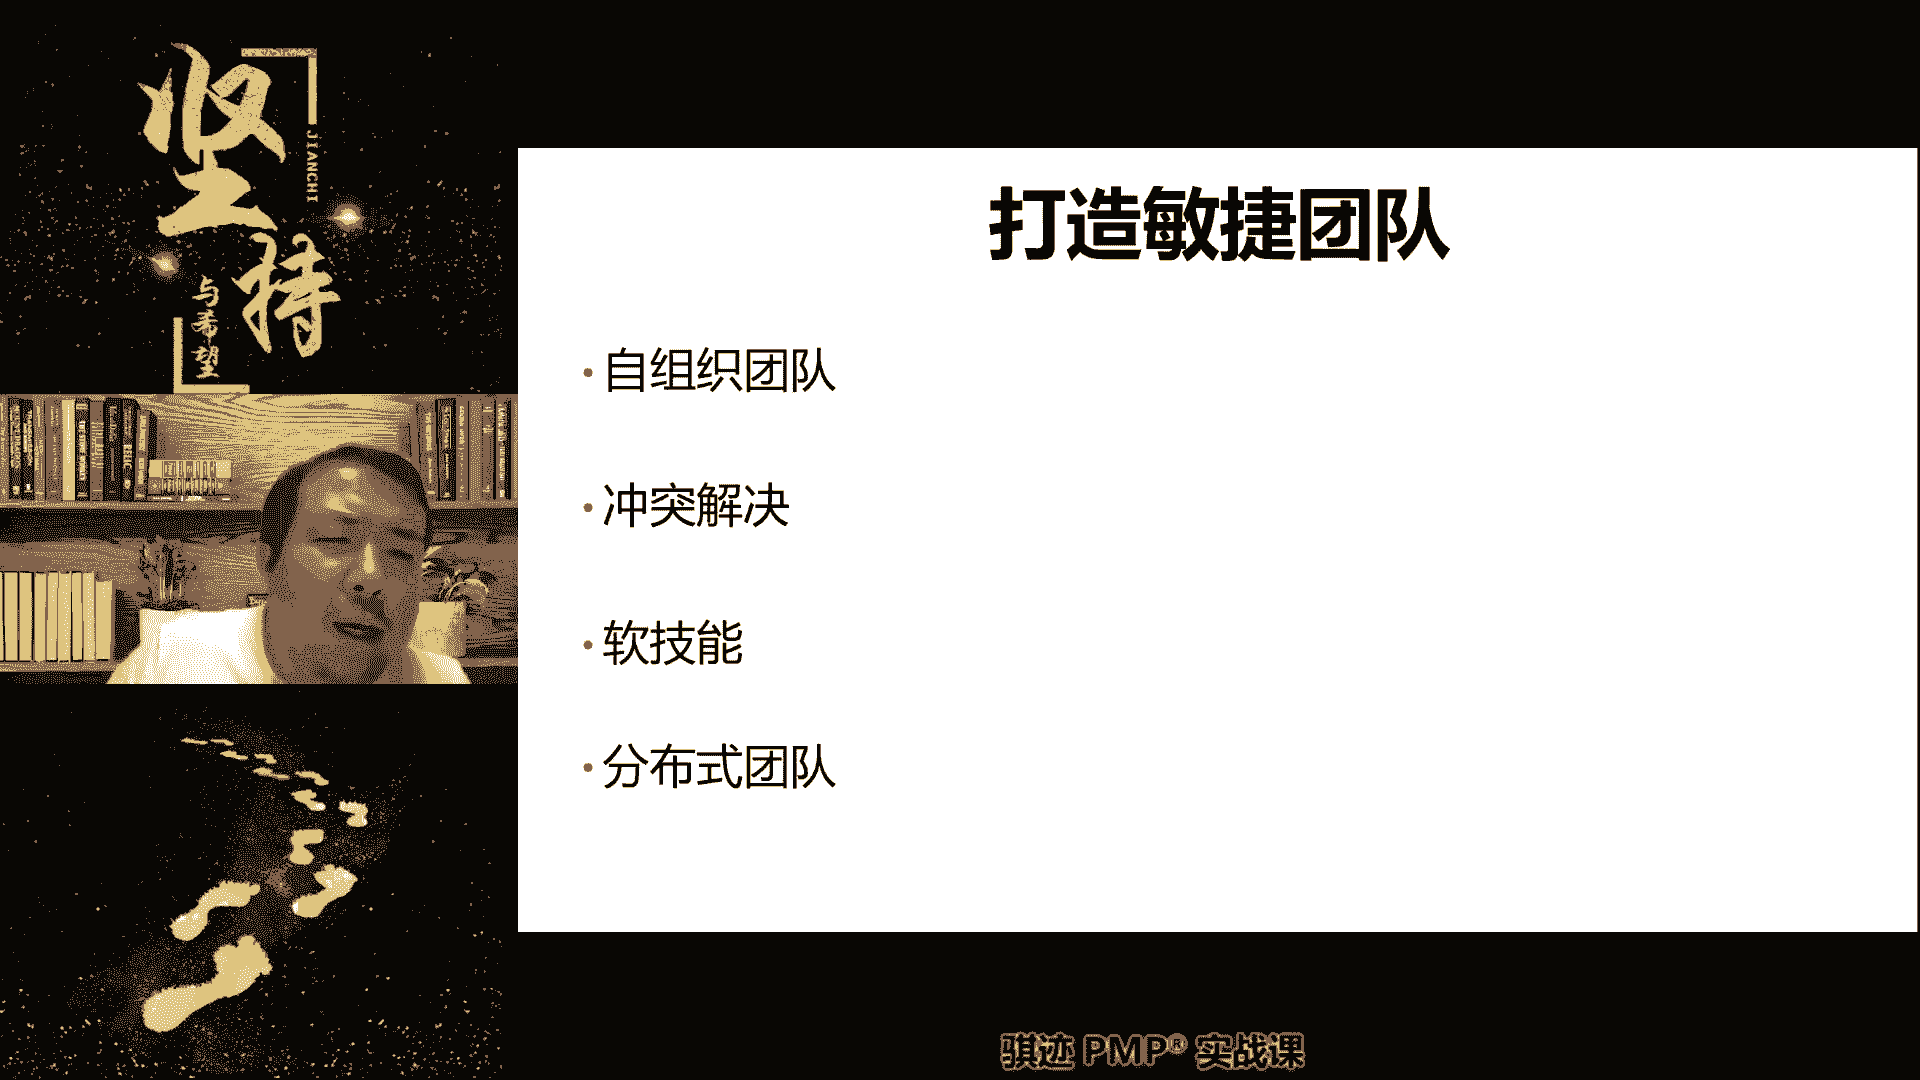 坚持
JIANCHI
与希望
打造敏捷团队
•自组织团队
•冲突解决
•软技能
•分布式团队
骐迹 PMP® 实战课